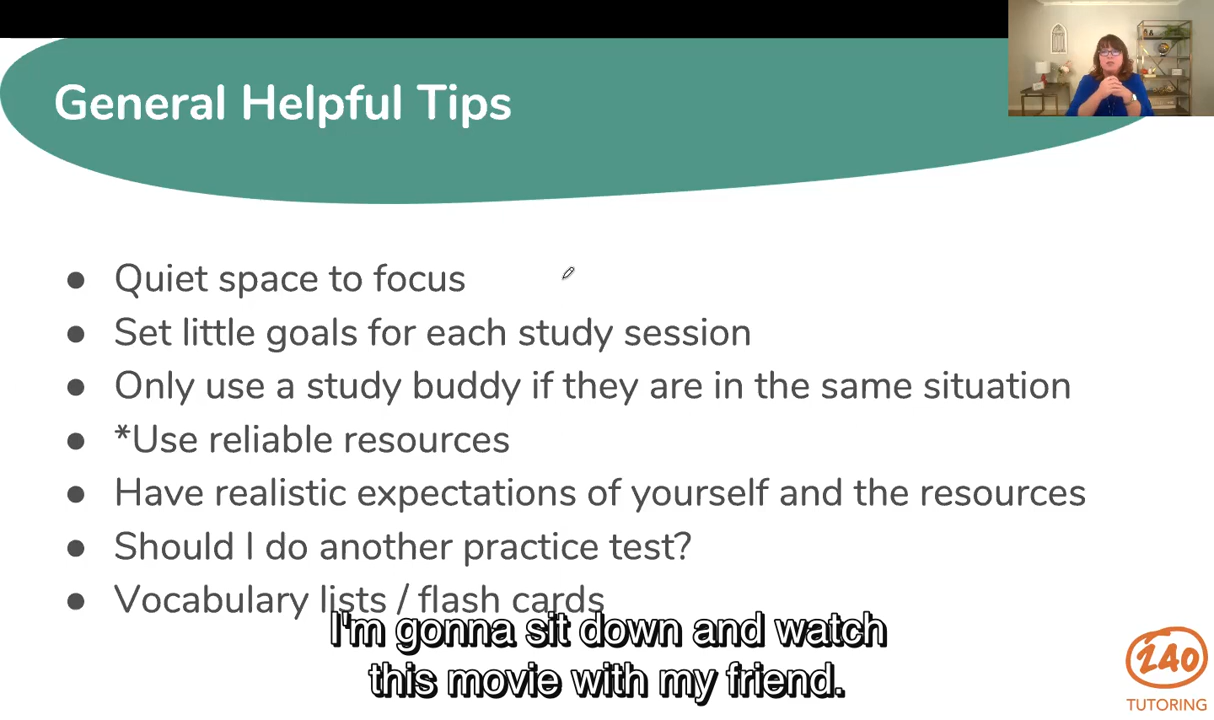 General Helpful Tips
● Quiet space to focus
● Set little goals for each study session
● Only use a study buddy if they are in the same situation
● *Use reliable resources
● Have realistic expectations of yourself and the resources
● Should I do another practice test?
● Vocabulary lists / flash cards
I'm gonna sit down and watch
this movie with my friend.
240
TUTORING